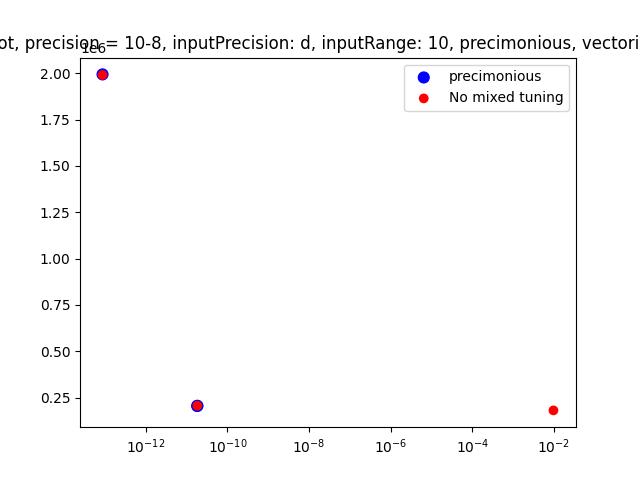 ot, precision = 10-8, inputPrecision: d, inputRange: 10, precimonious, vectori
1e6
precimonious
No mixed tuning
2.00
1.75
1.50
1.25
1.00
0.75
0.50
0.25
10⁻¹² 10⁻¹⁰ 10⁻⁸ 10⁻⁶ 10⁻⁴ 10⁻²